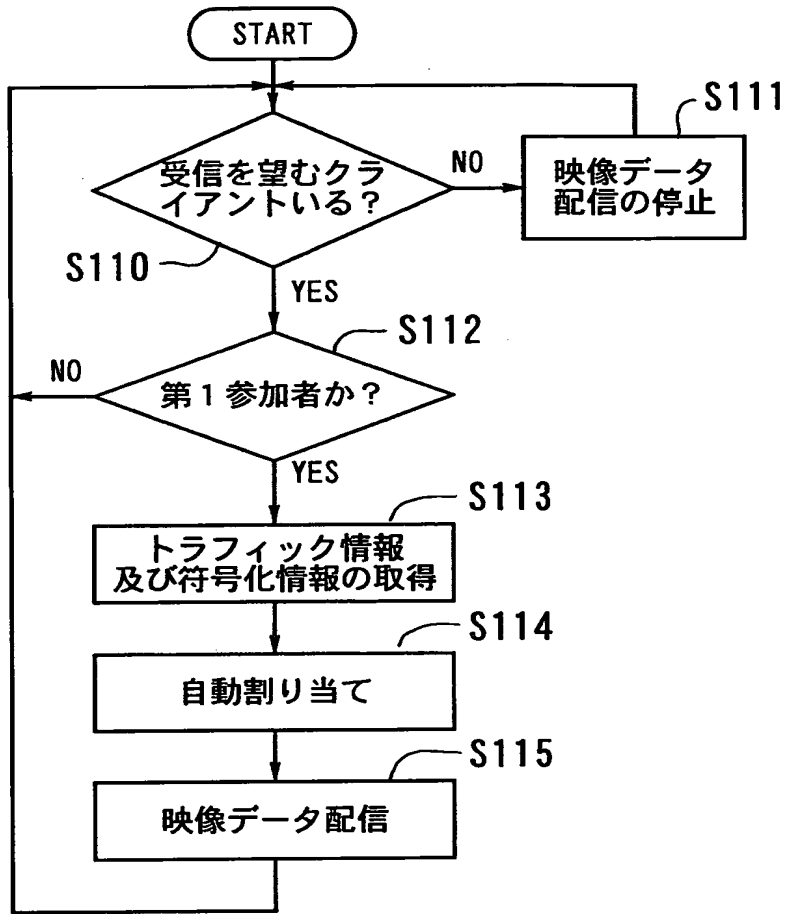 START
S111
受信を望むクラ
イアントいる？
NO
映像データ
配信の停止
S110
YES
S112
NO
第１参加者か？
YES
S113
トラフィック情報
及び符号化情報の取得
S114
自動割り当て
S115
映像データ配信